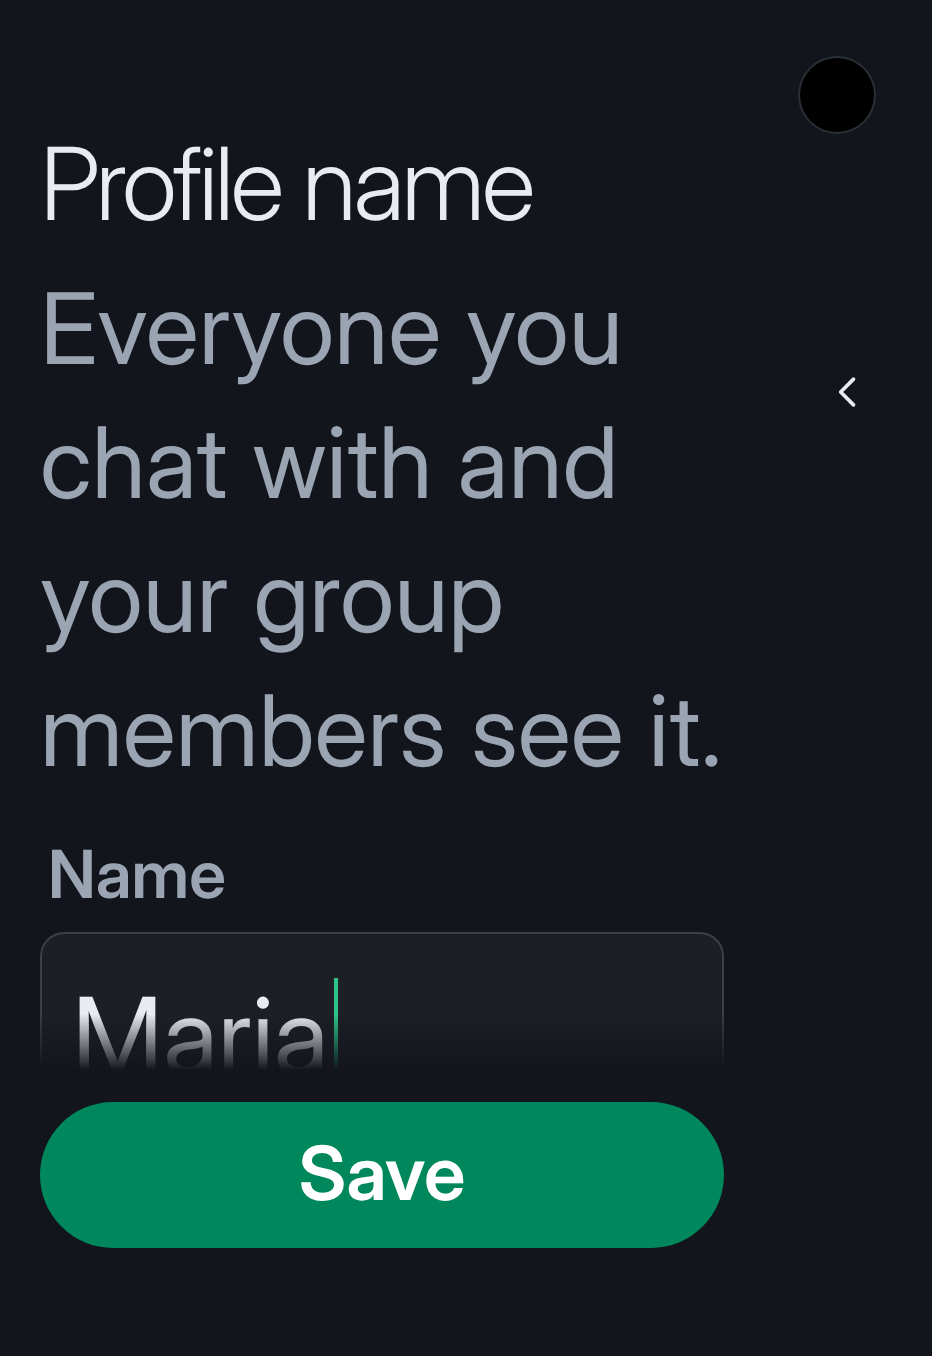 Profile name
Everyone you
chat with and
your group
members see it.
Name
Maria
Save